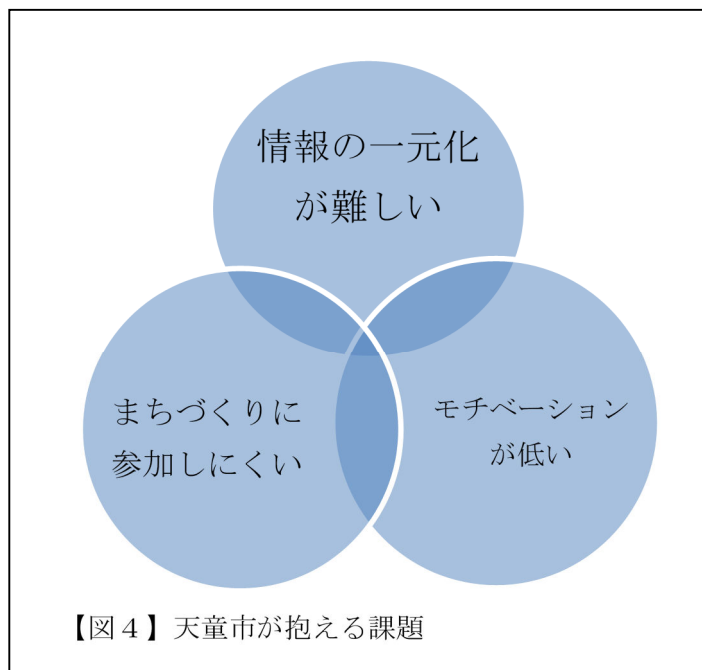 情報の一元化
が難しい
まちづくりに
参加しにくい
モチベーション
が低い
【図４】天童市が抱える課題